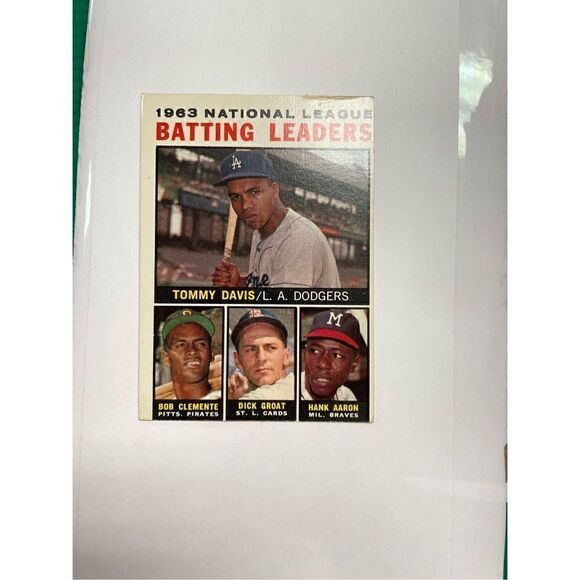 1963 NATIONAL LEAGUE
BATTING LEADERS
LA
TOMMY DAVIS/L. A. DODGERS
M
BOB CLEMENTE
PITTS. PIRATES
DICK GROAT
ST. L. CARDS
HANK AARON
MIL. BRAVES